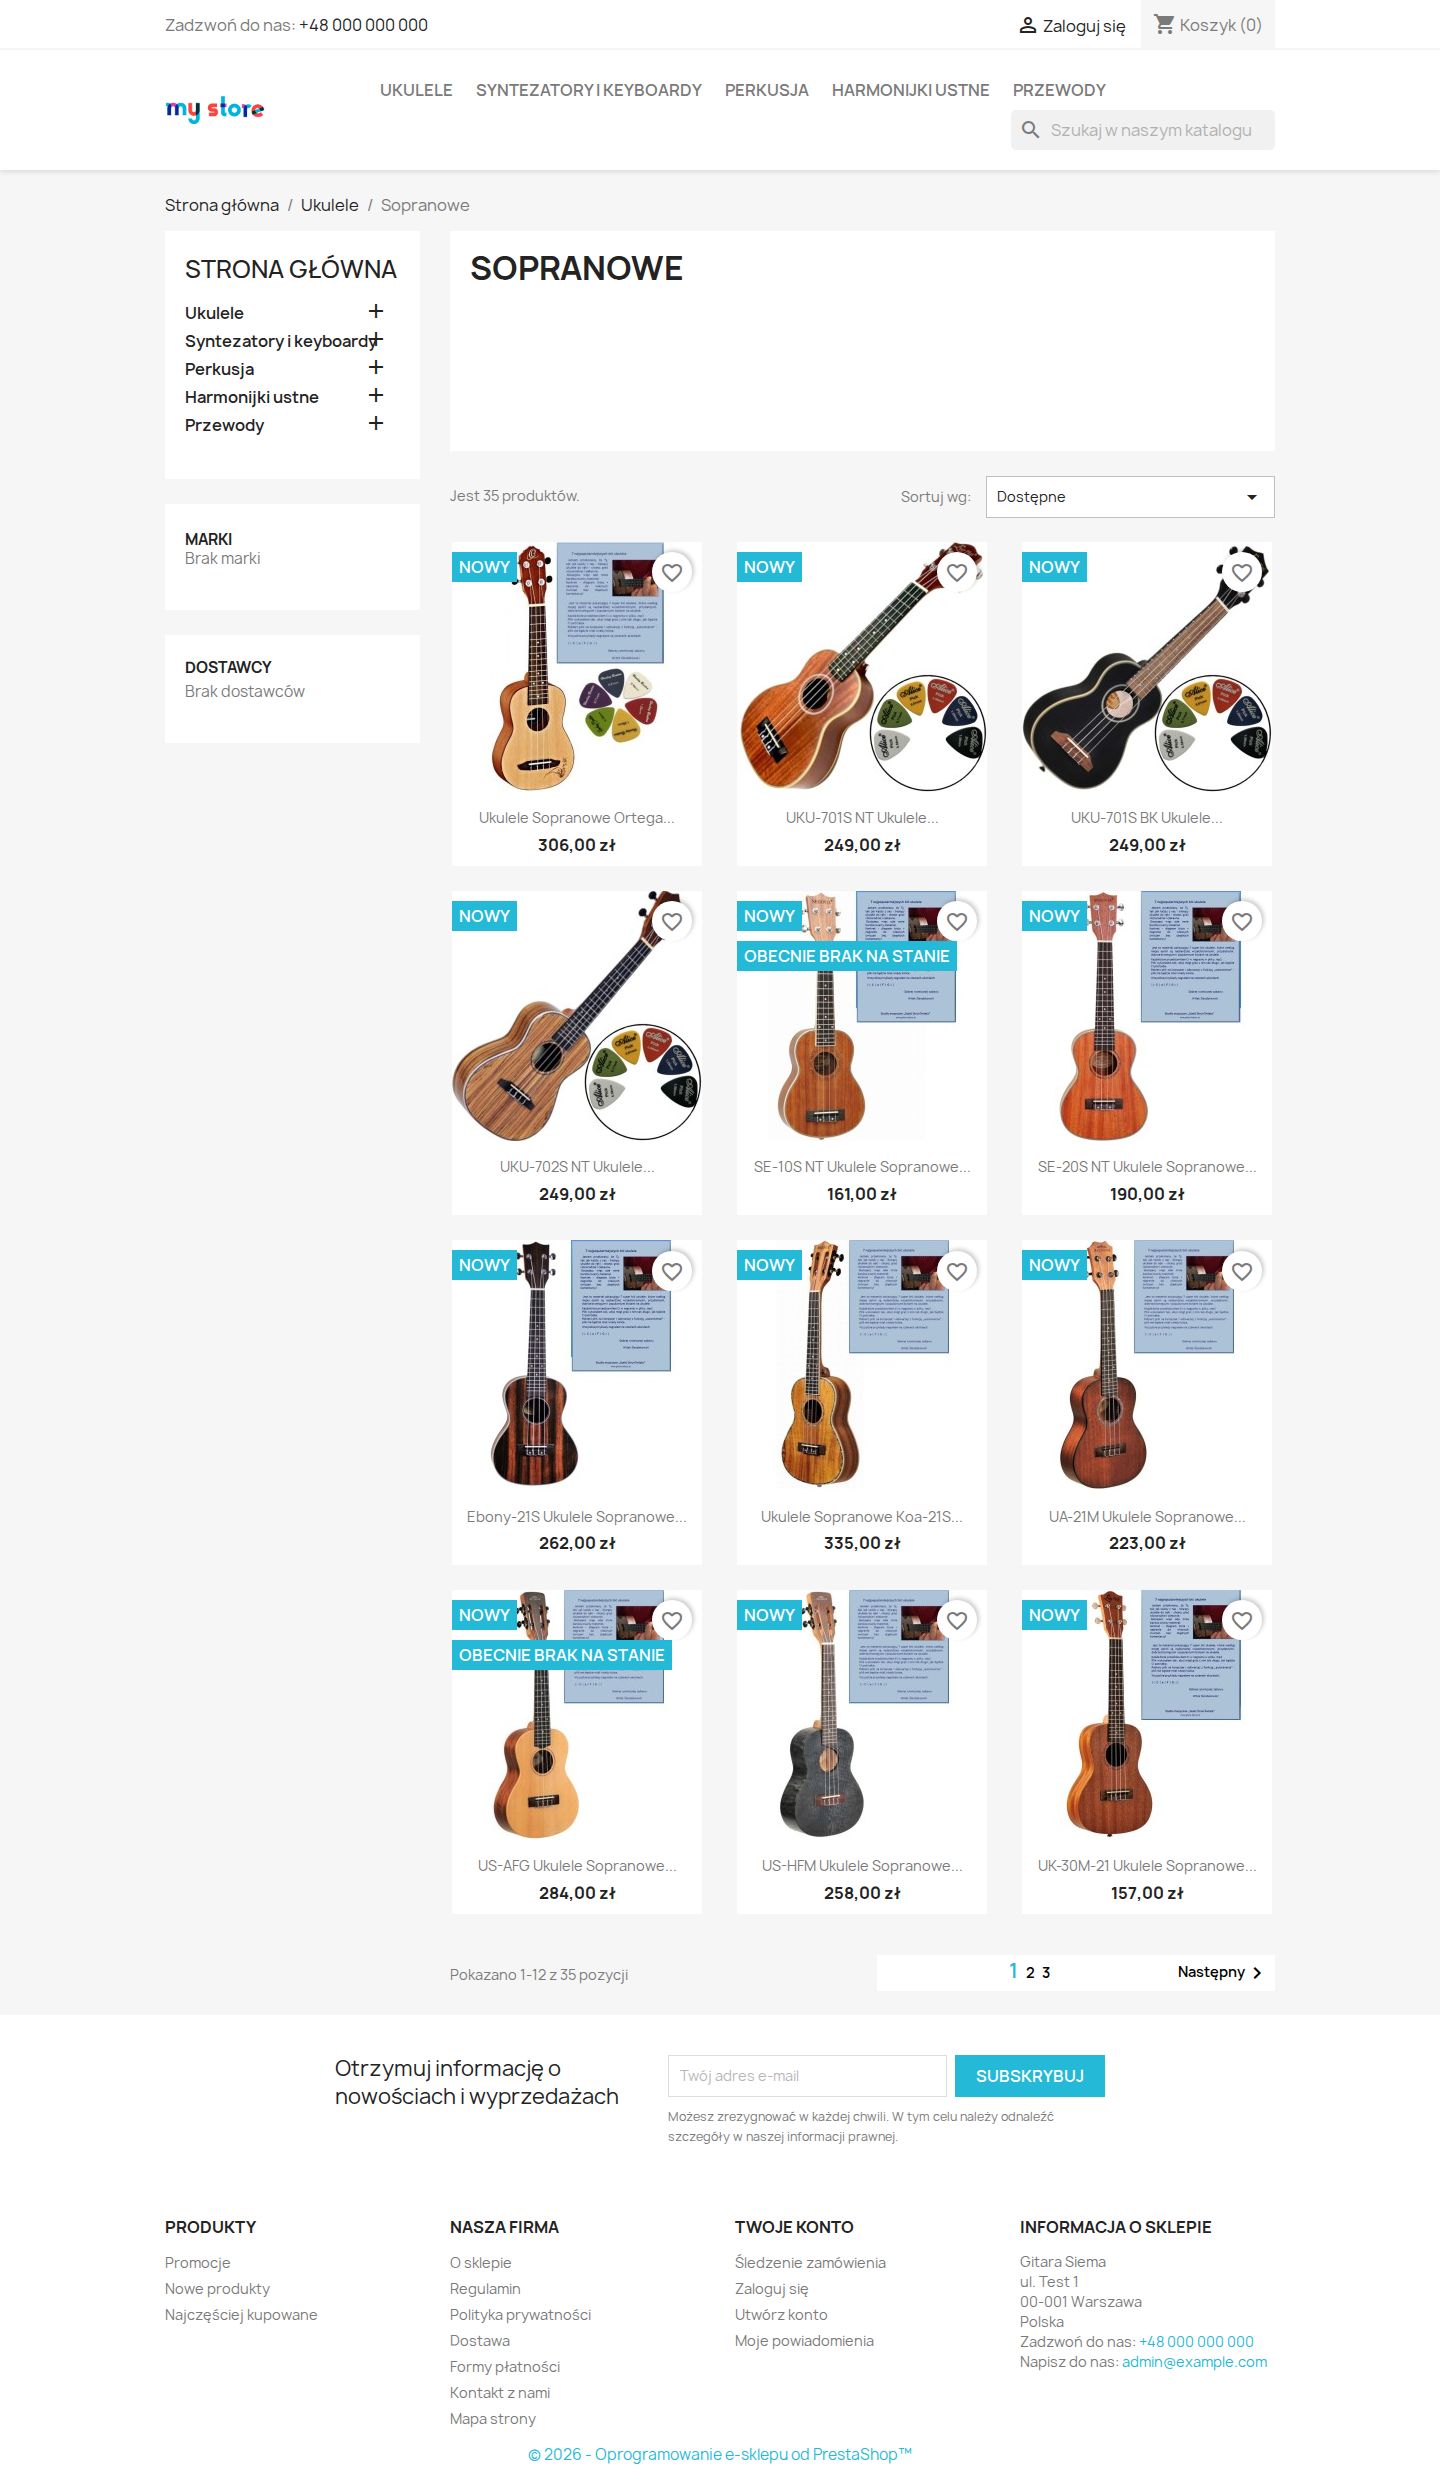 Zadzwoń do nas: +48 000 000 000
Zaloguj się
Koszyk (0)
my store
UKULELE SYNTEZATORY I KEYBOARDY PERKUSJA HARMONIJKI USTNE PRZEWODY
Szukaj w naszym katalogu
Strona główna / Ukulele / Sopranowe
STRONA GŁÓWNA
Ukulele
Syntezatory i keyboardy
Perkusja
Harmonijki ustne
Przewody
MARKI
Brak marki
DOSTAWCY
Brak dostawców
SOPRANOWE
Jest 35 produktów.
Sortuj wg: Dostępne
NOWY
Ukulele Sopranowe Ortega...
306,00 zł
NOWY
UKU-701S NT Ukulele...
249,00 zł
NOWY
UKU-701S BK Ukulele...
249,00 zł
NOWY
UKU-702S NT Ukulele...
249,00 zł
NOWY
OBECNIE BRAK NA STANIE
SE-10S NT Ukulele Sopranowe...
161,00 zł
NOWY
SE-20S NT Ukulele Sopranowe...
190,00 zł
NOWY
Ebony-21S Ukulele Sopranowe...
262,00 zł
NOWY
Ukulele Sopranowe Koa-21S...
335,00 zł
NOWY
UA-21M Ukulele Sopranowe...
223,00 zł
NOWY
OBECNIE BRAK NA STANIE
US-AFG Ukulele Sopranowe...
284,00 zł
NOWY
US-HFM Ukulele Sopranowe...
258,00 zł
NOWY
UK-30M-21 Ukulele Sopranowe...
157,00 zł
Pokazano 1-12 z 35 pozycji
1 2 3
Następny
Otrzymuj informację o
nowościach i wyprzedażach
Twój adres e-mail
SUBSKRYBUJ
Możesz zrezygnować w każdej chwili. W tym celu należy odnaleźć
szczegóły w naszej informacji prawnej.
PRODUKTY
Promocje
Nowe produkty
Najczęściej kupowane
NASZA FIRMA
O sklepie
Regulamin
Polityka prywatności
Dostawa
Formy płatności
Kontakt z nami
Mapa strony
TWOJE KONTO
Śledzenie zamówienia
Zaloguj się
Utwórz konto
Moje powiadomienia
INFORMACJA O SKLEPIE
Gitara Siema
ul. Test 1
00-001 Warszawa
Polska
Zadzwoń do nas: +48 000 000 000
Napisz do nas: admin@example.com
© 2026 - Oprogramowanie e-sklepu od PrestaShop™